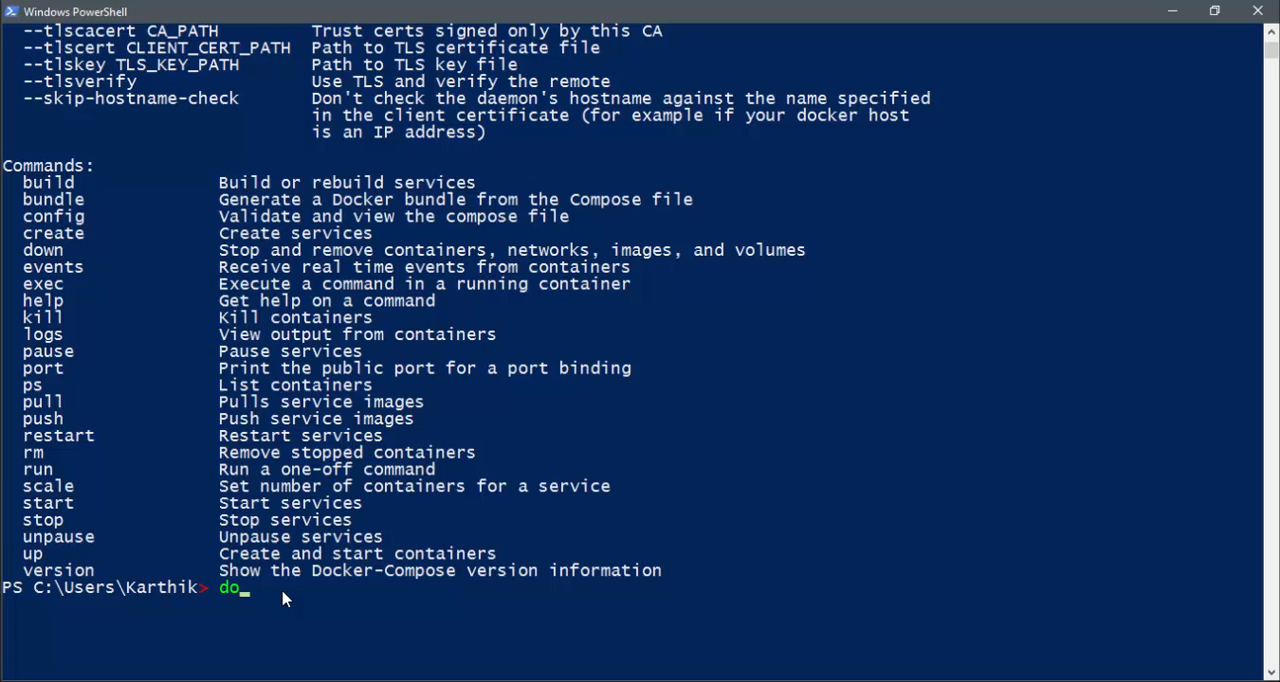 Windows PowerShell
--tlscacert CA_PATH Trust certs signed only by this CA
--tlscert CLIENT_CERT_PATH Path to TLS certificate file
--tlskey TLS_KEY_PATH Path to TLS key file
--tlsverify Use TLS and verify the remote
--skip-hostname-check Don't check the daemon's hostname against the name specified
in the client certificate (for example if your docker host
is an IP address)
Commands:
build Build or rebuild services
bundle Generate a Docker bundle from the Compose file
config Validate and view the compose file
create Create services
down Stop and remove containers, networks, images, and volumes
events Receive real time events from containers
exec Execute a command in a running container
help Get help on a command
kill Kill containers
logs View output from containers
pause Pause services
port Print the public port for a port binding
ps List containers
pull Pulls service images
push Push service images
restart Restart services
rm Remove stopped containers
run Run a one-off command
scale Set number of containers for a service
start Start services
stop Stop services
unpause Unpause services
up Create and start containers
version Show the Docker-Compose version information
PS C:\Users\Karthik> do_